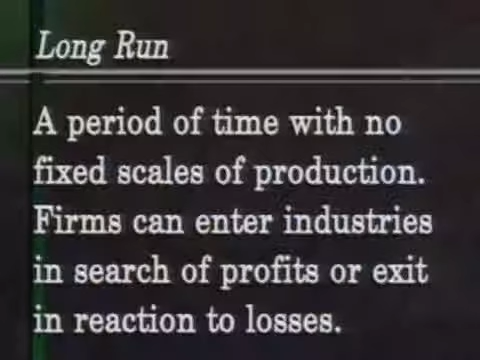 Long Run
A period of time with no
fixed scales of production.
Firms can enter industries
in search of profits or exit
in reaction to losses.